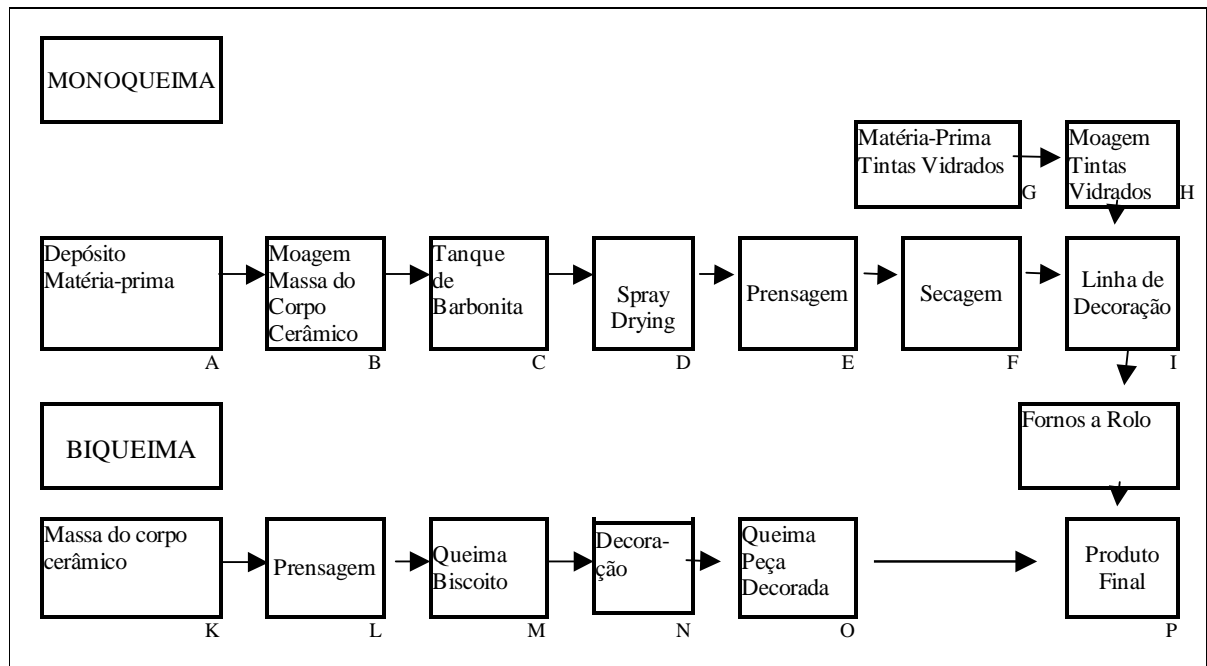 MONOQUEIMA
Matéria-Prima
Tintas Vidrados
G
Moagem
Tintas
Vidrados
H
Depósito
Matéria-prima
A
Moagem
Massa do
Corpo
Cerâmico
B
Tanque
de
Barbonita
C
Spray
Drying
D
Prensagem
E
Secagem
F
Linha de
Decoração
I
BIQUEIMA
Fornos a Rolo
Massa do corpo
cerâmico
K
Prensagem
L
Queima
Biscoito
M
Decora-
ção
N
Queima
Peça
Decorada
O
Produto
Final
P